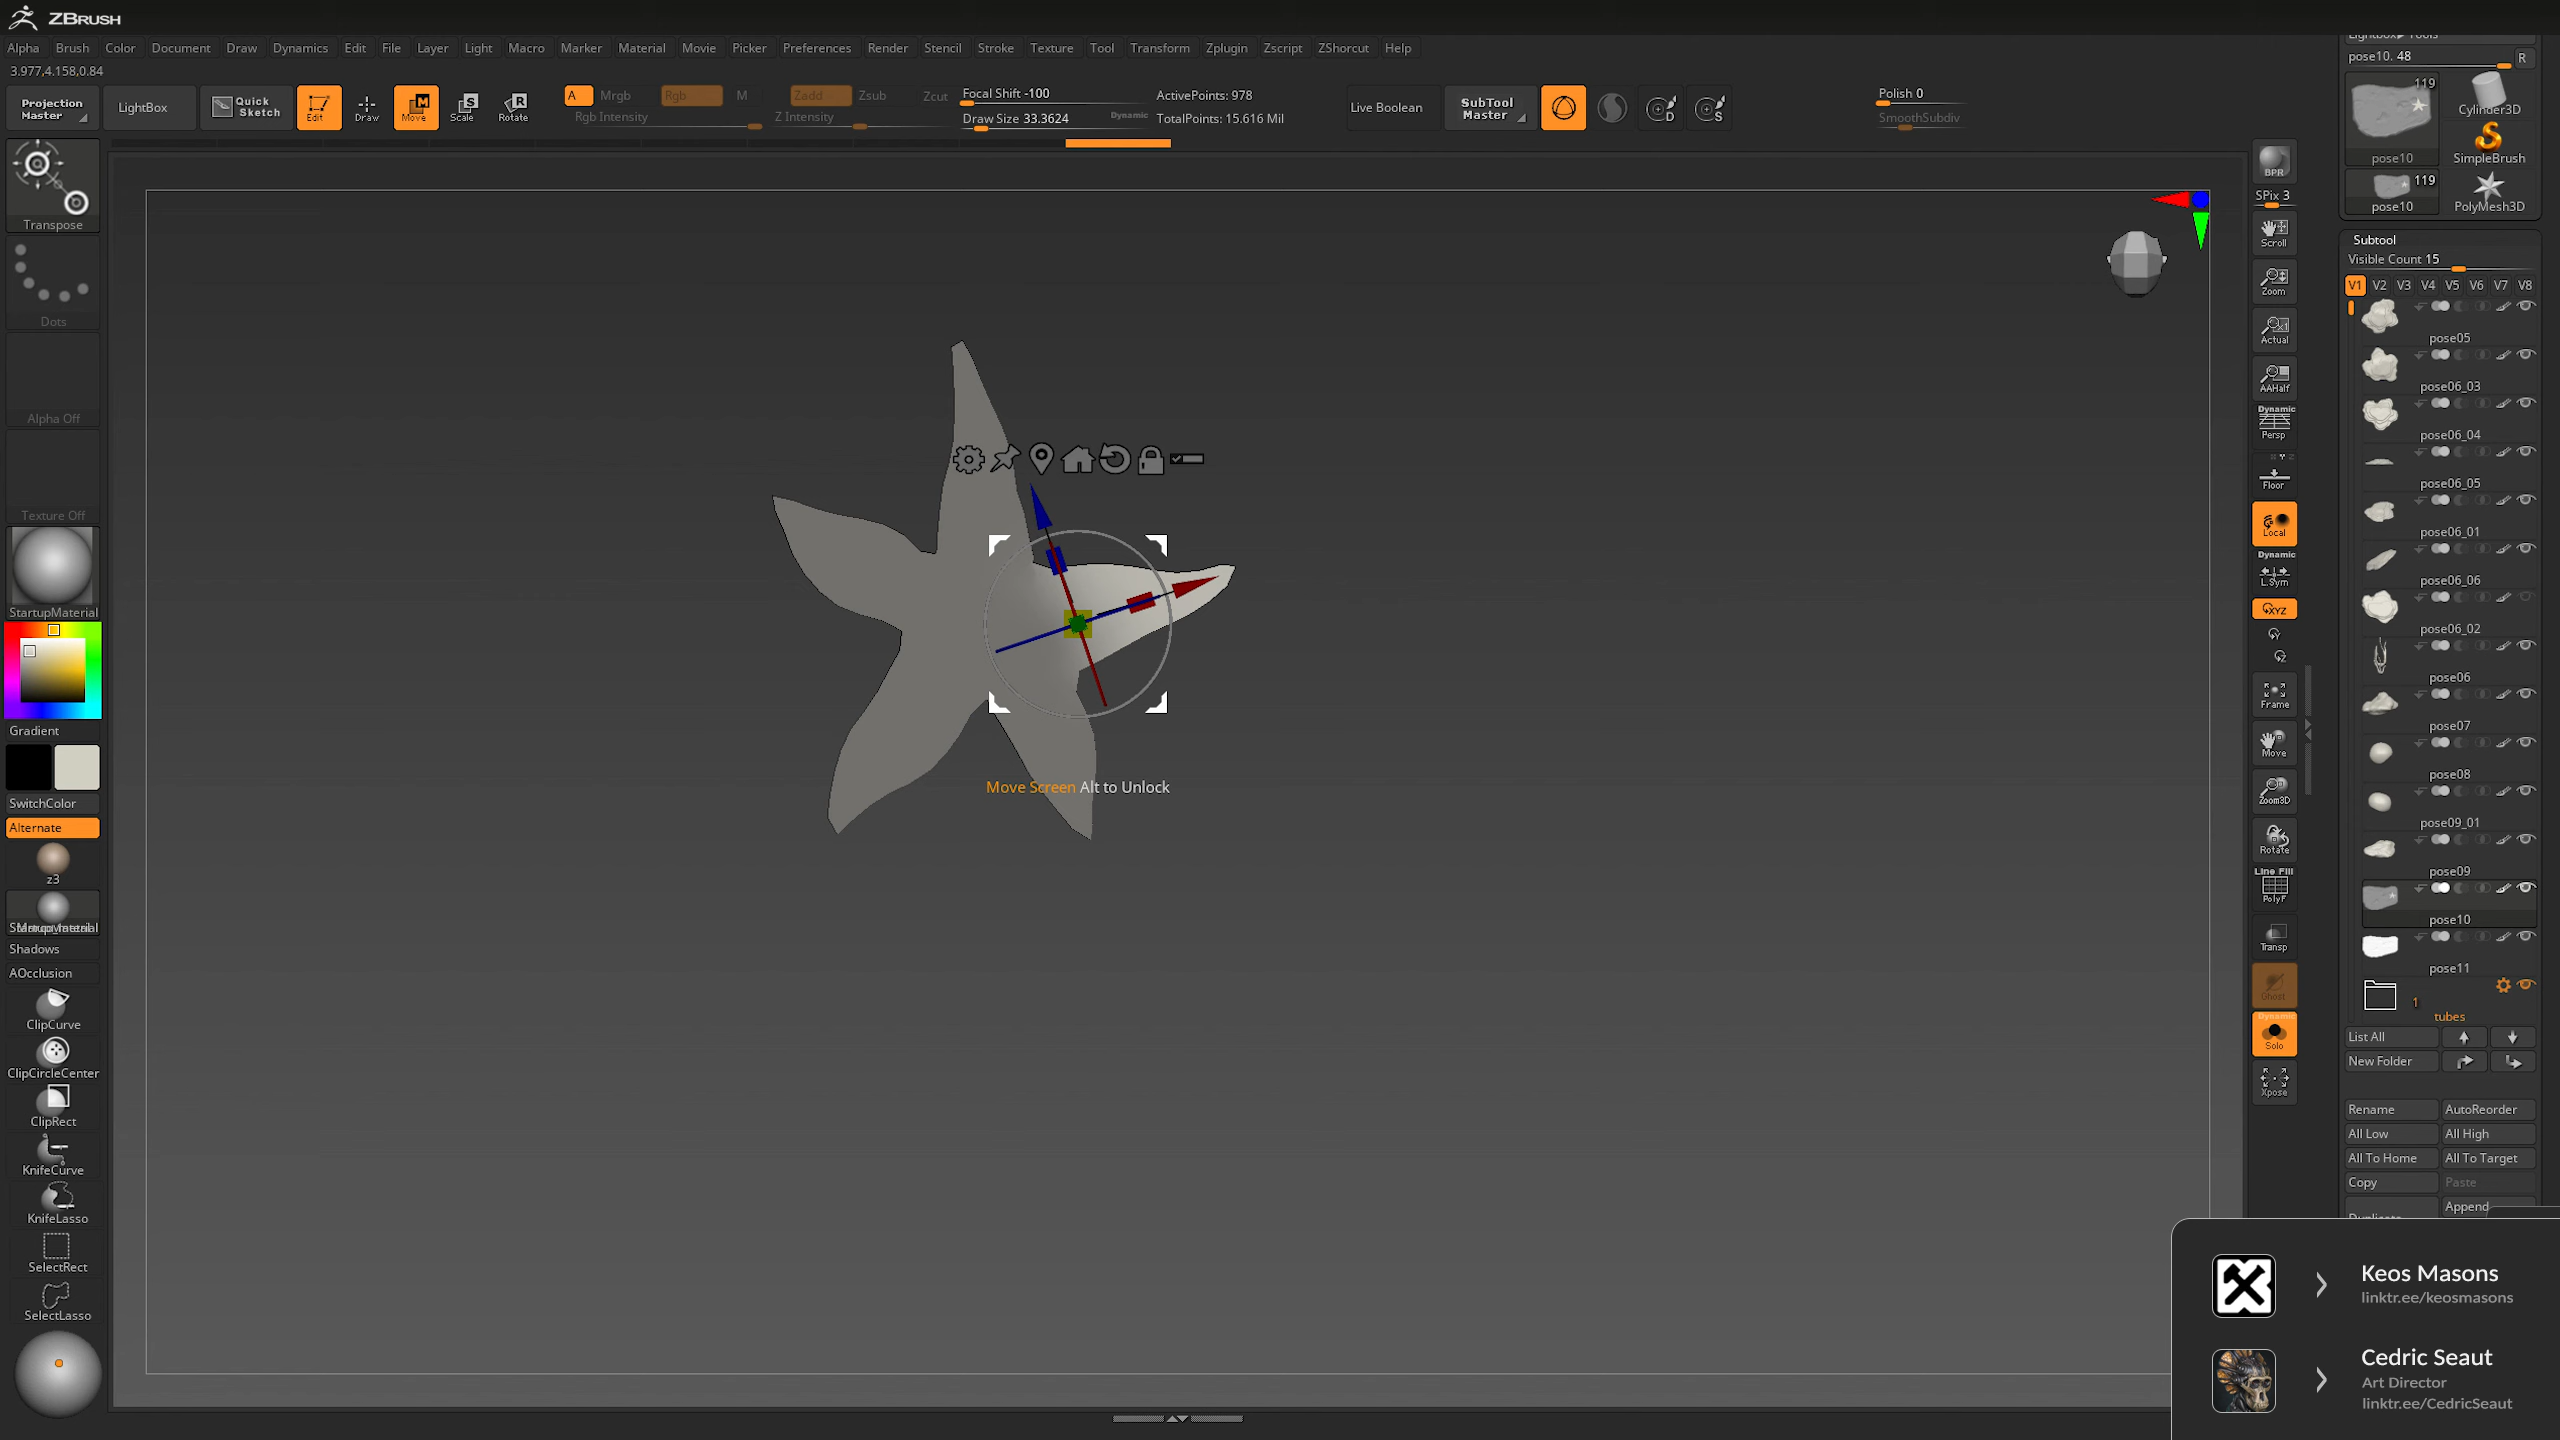 ZBRUSH
Alpha Brush Color Document Draw Dynamics Edit File Layer Light Macro Marker Material Movie Picker Preferences Render Stencil Stroke Texture Tool Transform Zplugin Zscript ZShorcut Help
3.977,4.158,0.84
Projection Master
LightBox
Quick Sketch
Edit
Draw
Move
Scale
Rotate
A Mrgb Rgb M
Rgb Intensity
Zadd Zsub Zcut
Z Intensity
Focal Shift -100
Draw Size 33.3624
Dynamic
ActivePoints: 978
TotalPoints: 15.616 Mil
Live Boolean
SubTool Master
D
S
Polish 0
SmoothSubdiv
Transpose
Dots
Alpha Off
Texture Off
StartupMaterial
Gradient
SwitchColor
Alternate
z3
Shadows
AOcclusion
ClipCurve
ClipCircleCenter
ClipRect
KnifeCurve
KnifeLasso
SelectRect
SelectLasso
Move Screen Alt to Unlock
BPR
SPix 3
Scroll
Zoom
Actual
AAHalf
Dynamic
Persp
Floor
Local
Dynamic
L.Sym
XYZ
Y
Z
Frame
Move
Zoom3D
Rotate
Line Fill
PolyF
Transp
Ghost
Dynamic
Solo
Xpose
Lightbox▶Tools
pose10. 48
R
119
pose10
Cylinder3D
SimpleBrush
119
pose10
PolyMesh3D
Subtool
Visible Count 15
V1 V2 V3 V4 V5 V6 V7 V8
pose05
pose06_03
pose06_04
pose06_05
pose06_01
pose06_06
pose06_02
pose06
pose07
pose08
pose09_01
pose09
pose10
pose11
1
tubes
List All
New Folder
Rename AutoReorder
All Low All High
All To Home All To Target
Copy Paste
Duplicate Append
Keos Masons
linktr.ee/keosmasons
Cedric Seaut
Art Director
linktr.ee/CedricSeaut